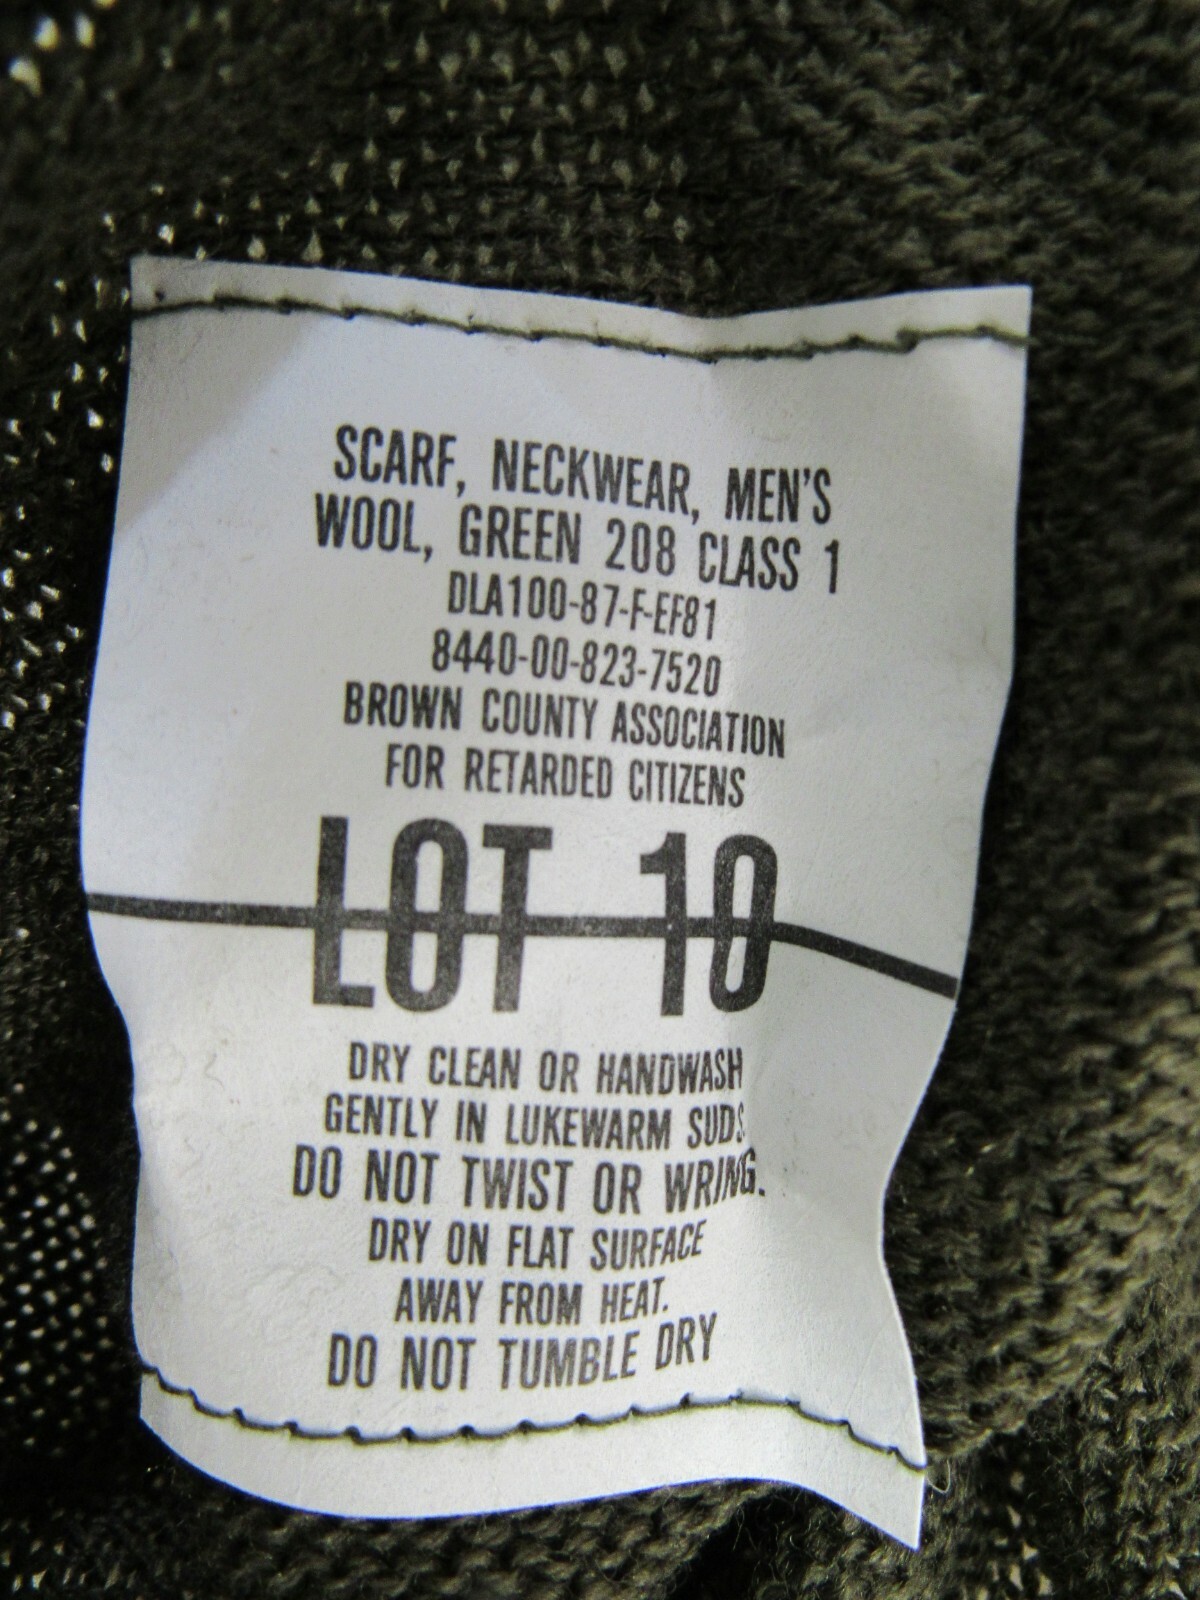 SCARF, NECKWEAR, MEN'S
WOOL, GREEN 208 CLASS 1
DLA100-87-F-EF81
8440-00-823-7520
BROWN COUNTY ASSOCIATION
FOR RETARDED CITIZENS
LOT 10
DRY CLEAN OR HANDWASH
GENTLY IN LUKEWARM SUDS.
DO NOT TWIST OR WRING.
DRY ON FLAT SURFACE
AWAY FROM HEAT.
DO NOT TUMBLE DRY